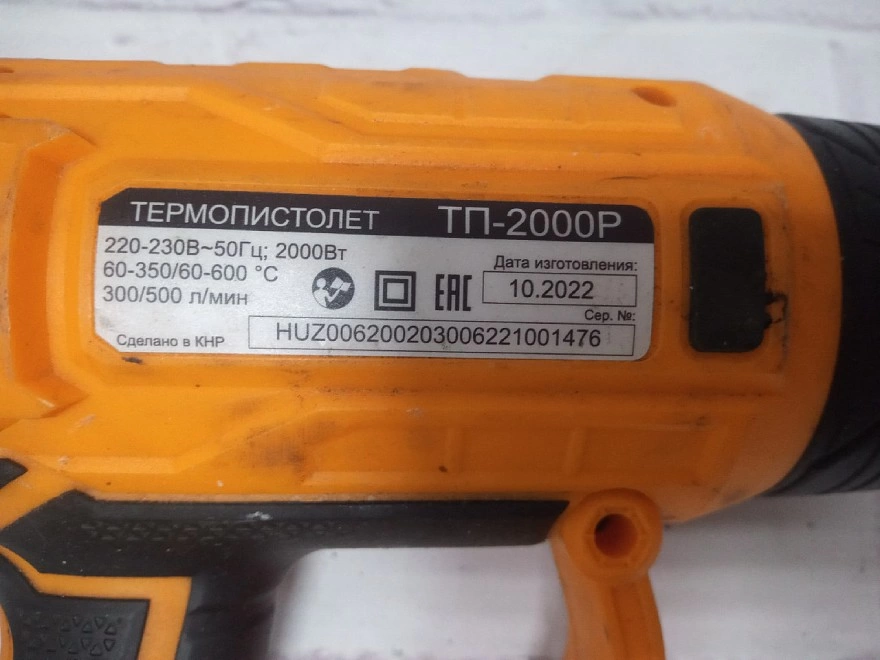 ТЕРМОПИСТОЛЕТ ТП-2000Р
220-230В~50Гц; 2000Вт
60-350/60-600 °С
300/500 л/мин
EAC
Дата изготовления:
10.2022
Сер. №:
Сделано в КНР
HUZ006200203006221001476